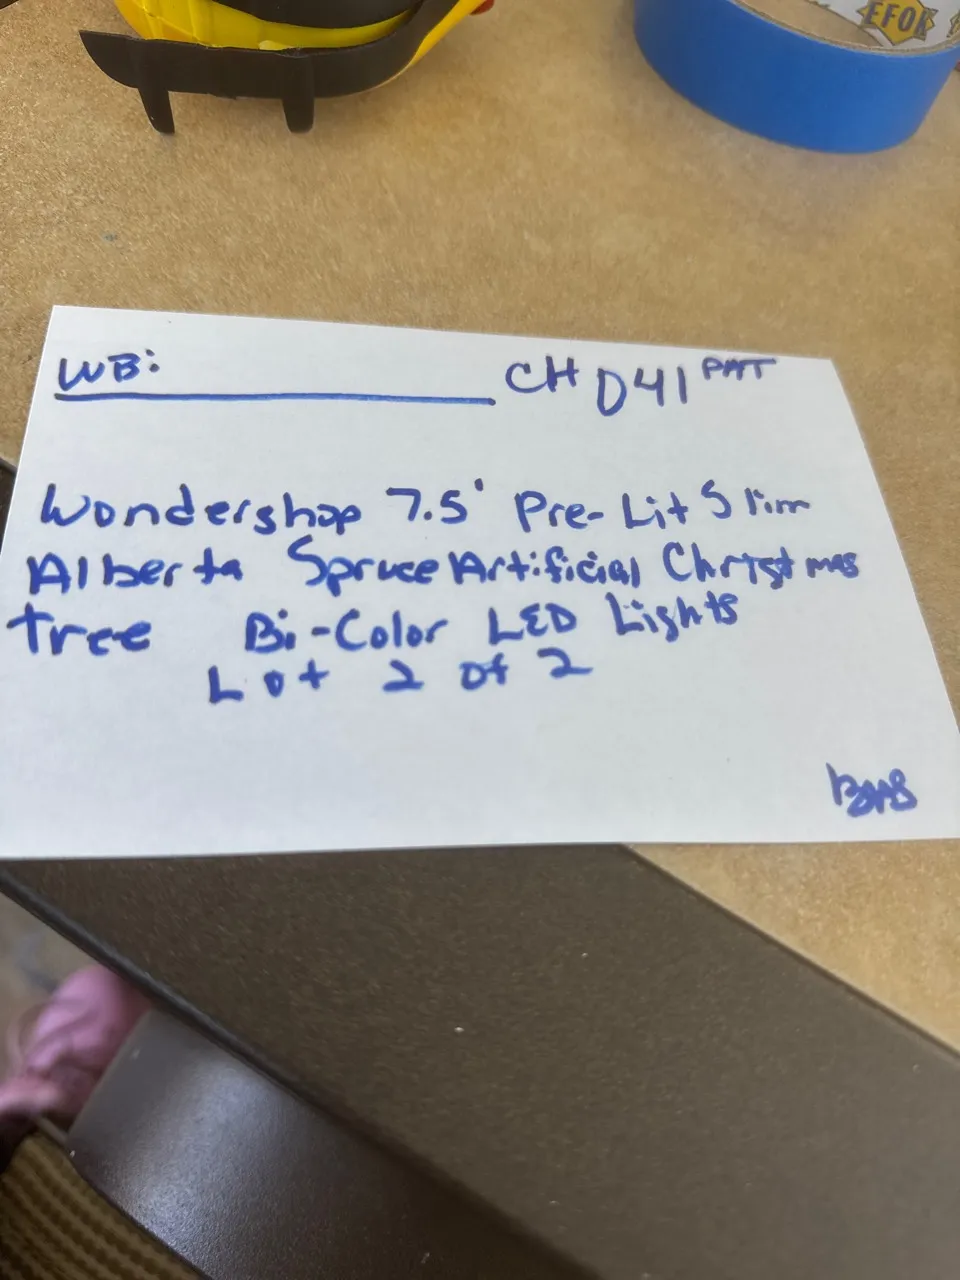 EFOR
WB: CH D41 PAT
Wondershop 7.5' Pre-Lit Slim
Alberta Spruce Artificial Christmas
tree Bi-Color LED Lights
Lot 2 of 2